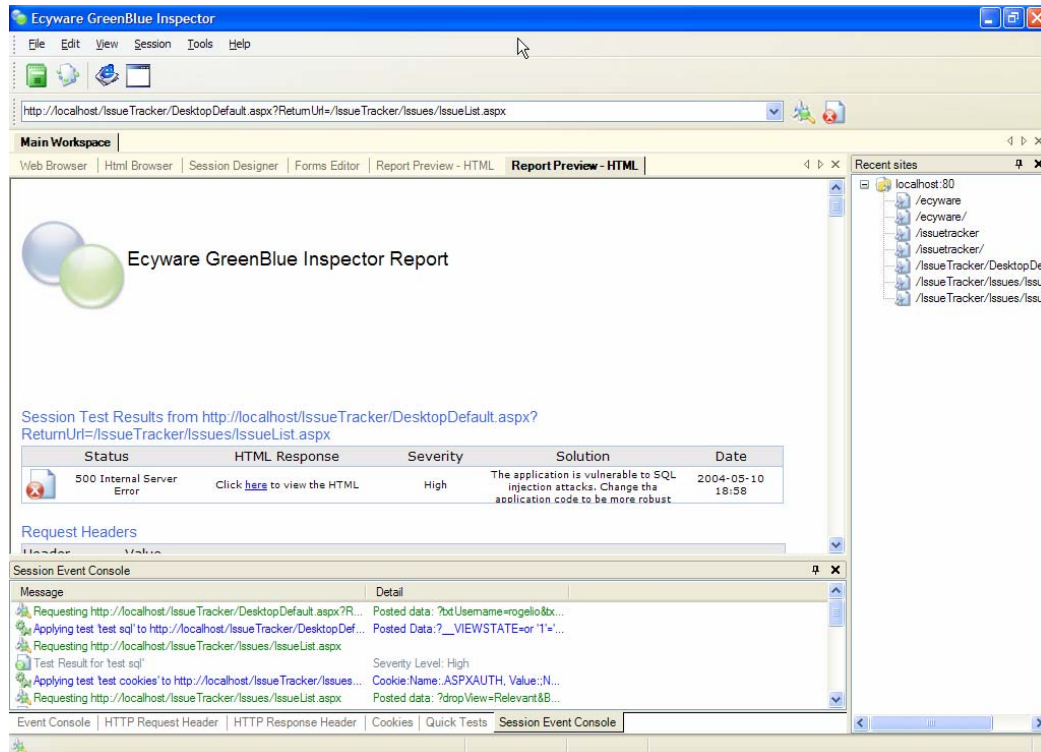 Ecyware GreenBlue Inspector
File Edit View Session Tools Help
http://localhost/IssueTracker/DesktopDefault.aspx?ReturnUrl=/IssueTracker/Issues/IssueList.aspx
Main Workspace
Web Browser Html Browser Session Designer Forms Editor Report Preview - HTML Report Preview - HTML
Recent sites
localhost:80
/ecyware
/ecyware/
/issuetracker
/issuetracker/
/IssueTracker/DesktopDe
/IssueTracker/Issues/Issu
/IssueTracker/Issues/Issu
Ecyware GreenBlue Inspector Report
Session Test Results from http://localhost/IssueTracker/DesktopDefault.aspx?
ReturnUrl=/IssueTracker/Issues/IssueList.aspx
Status HTML Response Severity Solution Date
500 Internal Server
Error
Click here to view the HTML
High
The application is vulnerable to SQL
injection attacks. Change tha
application code to be more robust
2004-05-10
18:58
Request Headers
Header Value
Session Event Console
Message Detail
Requesting http://localhost/IssueTracker/DesktopDefault.aspx?R... Posted data: ?txtUsername=rogelio&tx...
Applying test 'test sql' to http://localhost/IssueTracker/DesktopDef... Posted Data:?__VIEWSTATE=or '1'='...
Requesting http://localhost/IssueTracker/Issues/IssueList.aspx
Test Result for 'test sql' Severity Level: High
Applying test 'test cookies' to http://localhost/IssueTracker/Issues... Cookie:Name:.ASPXAUTH, Value:;N...
Requesting http://localhost/IssueTracker/Issues/IssueList.aspx Posted data: ?dropView=Relevant&B...
Event Console HTTP Request Header HTTP Response Header Cookies Quick Tests Session Event Console